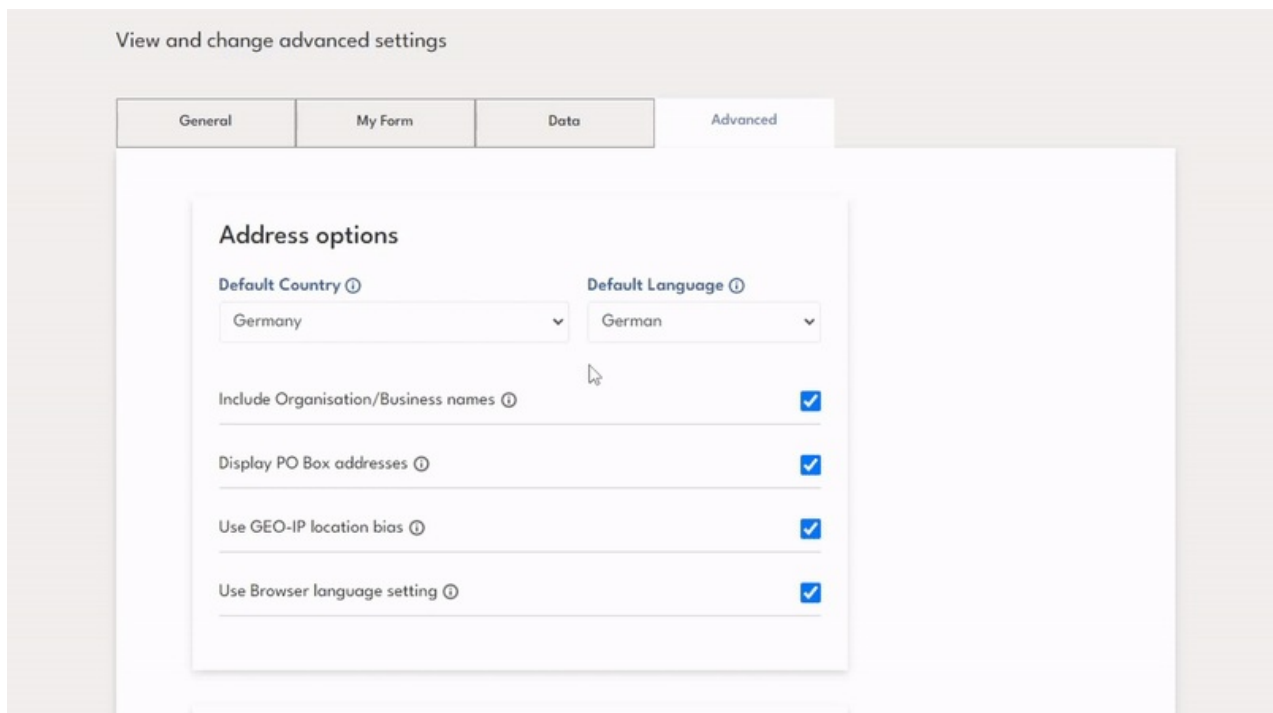 View and change advanced settings
General My Form Data Advanced
Address options
Default Country Default Language
Germany German
Include Organisation/Business names
Display PO Box addresses
Use GEO-IP location bias
Use Browser language setting